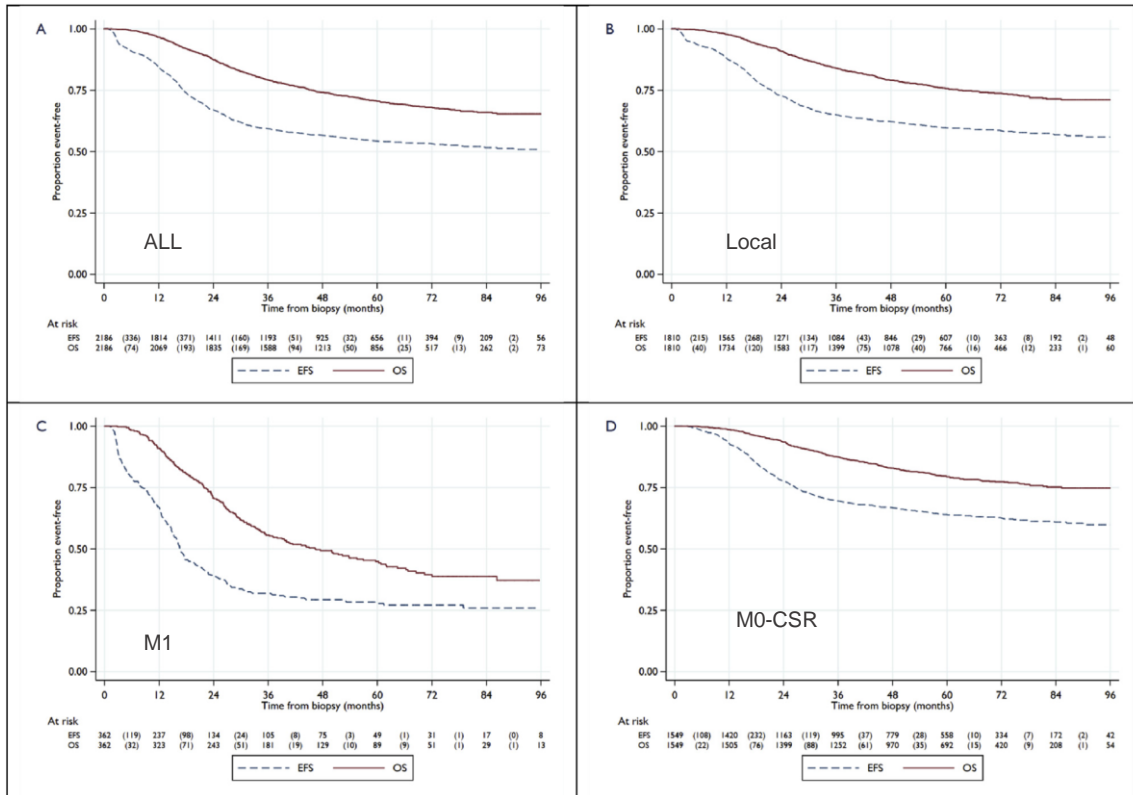 A
1.00
0.75
0.50
0.25
0.00
Proportion event-free
ALL
0 12 24 36 48 60 72 84 96
Time from biopsy (months)
At risk
EFS 2186 (336) 1814 (371) 1411 (160) 1193 (51) 925 (32) 656 (11) 394 (9) 209 (2) 56
OS 2186 (74) 2069 (193) 1835 (169) 1588 (94) 1213 (50) 856 (25) 517 (13) 262 (2) 73
EFS OS
B
1.00
0.75
0.50
0.25
0.00
Proportion event-free
Local
0 12 24 36 48 60 72 84 96
Time from biopsy (months)
At risk
EFS 1810 (215) 1565 (268) 1271 (134) 1084 (43) 846 (29) 607 (10) 363 (8) 192 (2) 48
OS 1810 (40) 1734 (120) 1583 (117) 1399 (75) 1078 (40) 766 (16) 466 (12) 233 (1) 60
EFS OS
C
1.00
0.75
0.50
0.25
0.00
Proportion event-free
M1
0 12 24 36 48 60 72 84 96
Time from biopsy (months)
At risk
EFS 362 (119) 237 (98) 134 (24) 105 (8) 75 (3) 49 (1) 31 (1) 17 (0) 8
OS 362 (32) 323 (71) 243 (51) 181 (19) 129 (10) 89 (9) 51 (1) 29 (1) 13
EFS OS
D
1.00
0.75
0.50
0.25
0.00
Proportion event-free
M0-CSR
0 12 24 36 48 60 72 84 96
Time from biopsy (months)
At risk
EFS 1549 (108) 1420 (232) 1163 (119) 995 (37) 779 (28) 558 (10) 334 (7) 172 (2) 42
OS 1549 (22) 1505 (76) 1399 (88) 1252 (61) 970 (35) 692 (15) 420 (9) 208 (1) 54
EFS OS